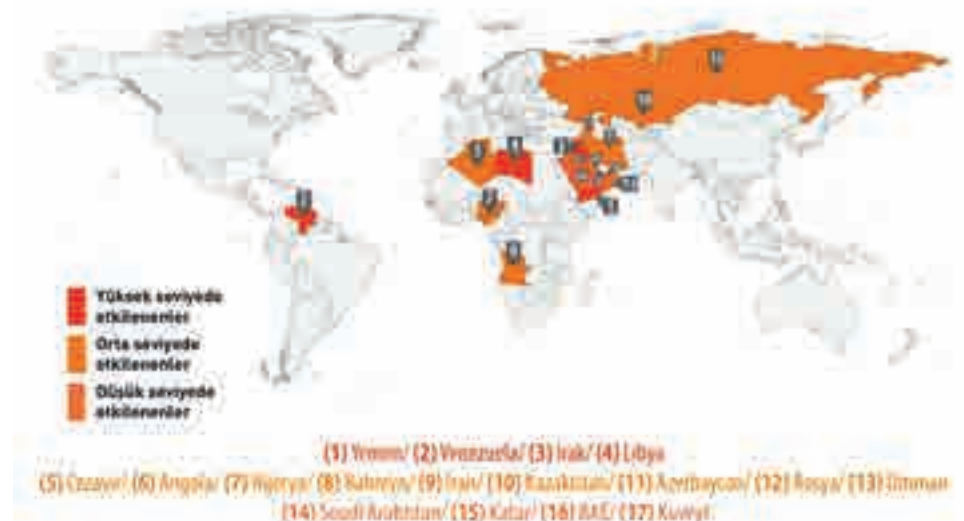 Yüksek seviyede
etkilenenler
Orta seviyede
etkilenenler
Düşük seviyede
etkilenenler
(1) Yemen/ (2) Venezuela/ (3) Irak/ (4) Libya
(5) Cezayir/ (6) Angola/ (7) Nijerya/ (8) Bahreyn/ (9) İran/ (10) Kazakistan/ (11) Azerbaycan/ (12) Rusya/ (13) Umman
(14) Suudi Arabistan/ (15) Katar/ (16) BAE/ (17) Kuveyt